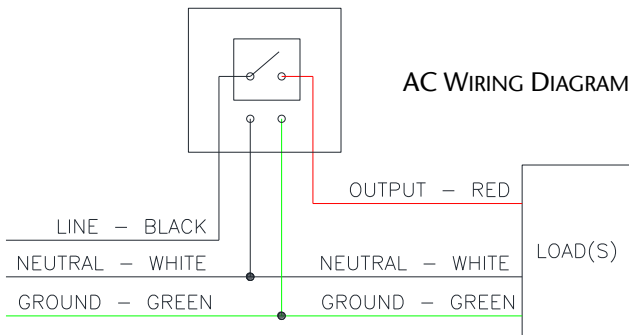 AC WIRING DIAGRAM
OUTPUT – RED
LINE – BLACK
NEUTRAL – WHITE
NEUTRAL – WHITE
LOAD(S)
GROUND – GREEN
GROUND – GREEN